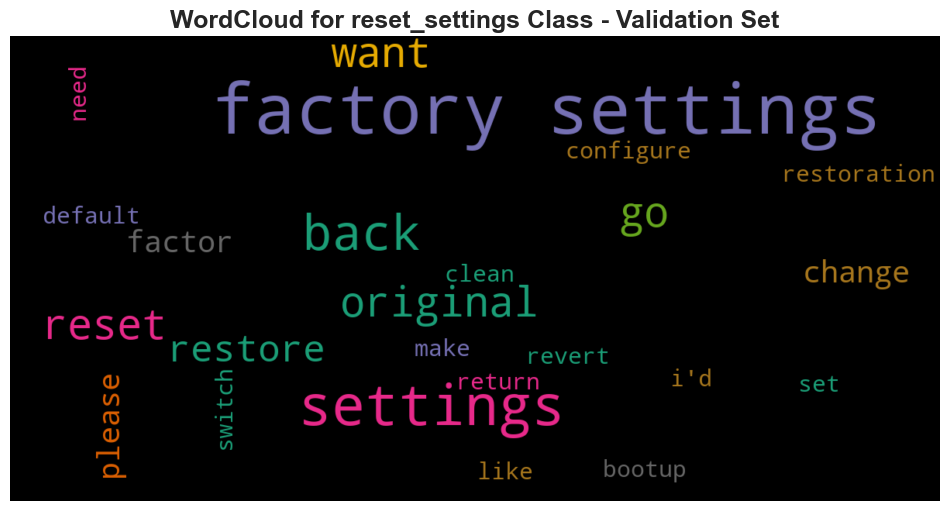 WordCloud for reset_settings Class - Validation Set
want
need
factory settings
configure
restoration
default
factor
back
go
clean
change
original
reset
restore
make
revert
return
i'd
set
please
switch
settings
like
bootup